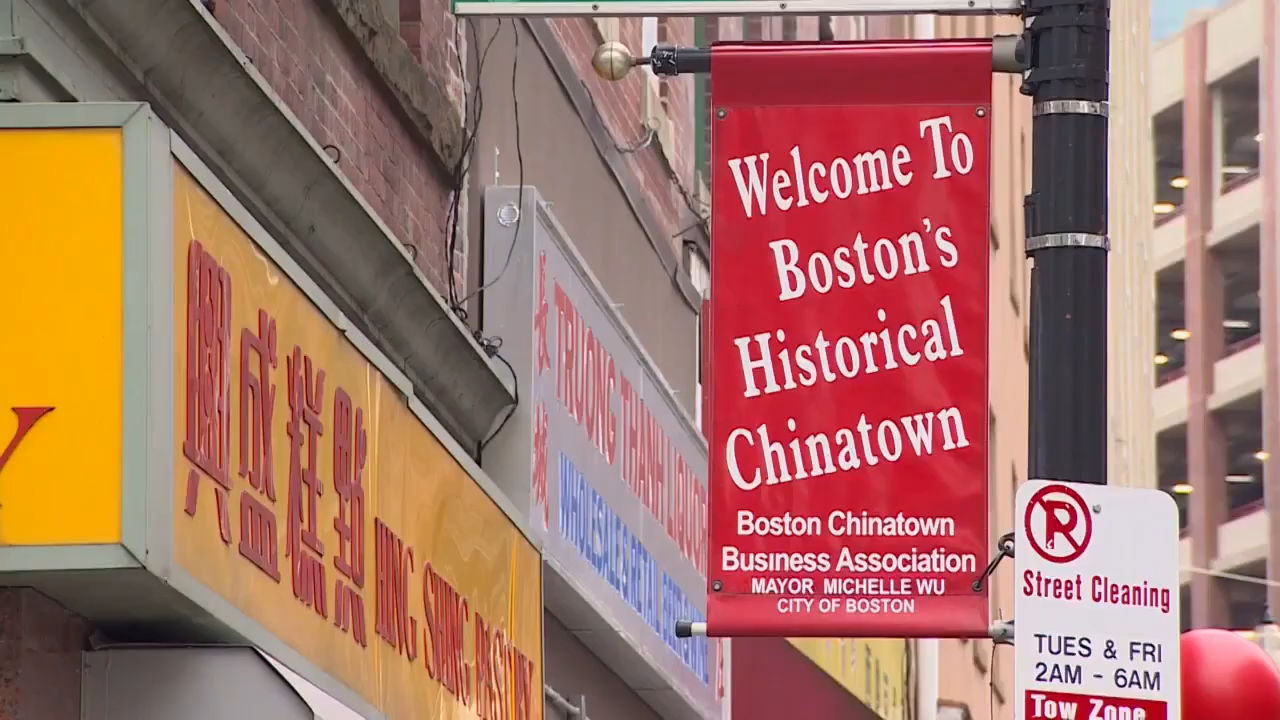 Welcome To
Boston's
Historical
Chinatown
Boston Chinatown
Business Association
MAYOR MICHELLE WU
CITY OF BOSTON
Street Cleaning
TUES & FRI
2AM - 6AM
Tow Zone
興盛糕點
HING SHING PASTRY
TRUONG THANH LIQUOR
WHOLESALE & RETAIL
Y